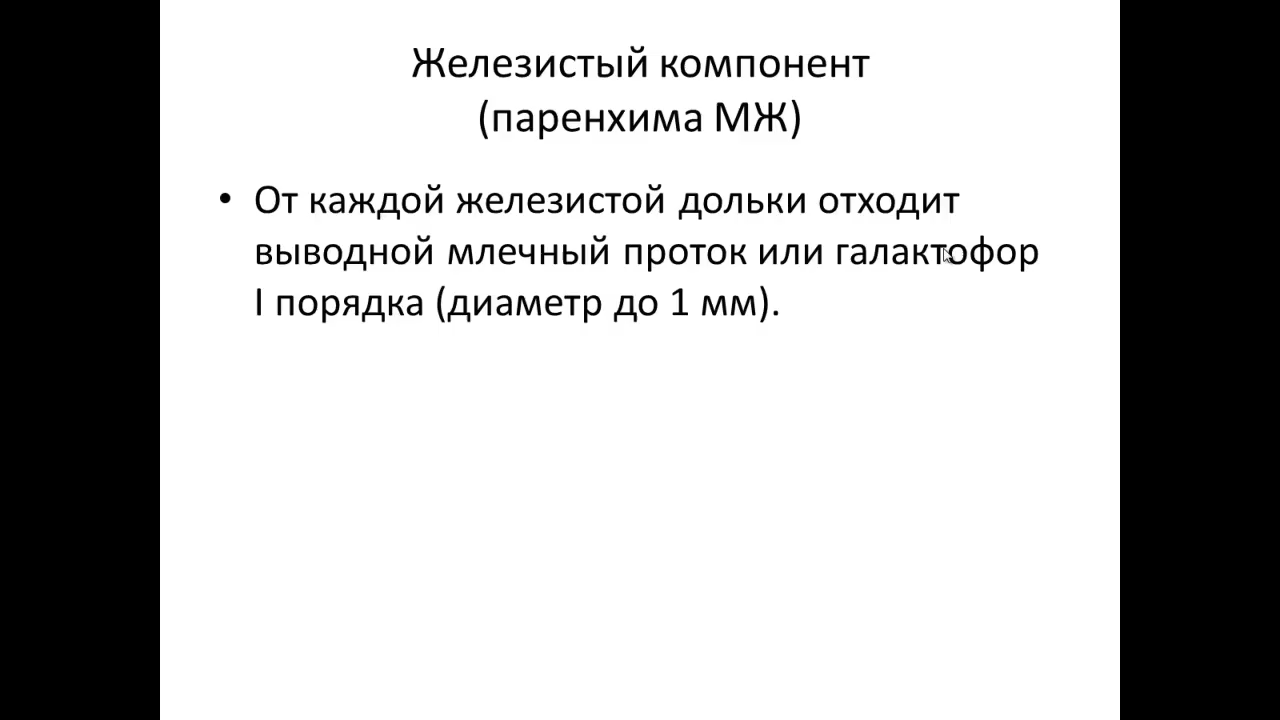 Железистый компонент
(паренхима МЖ)
• От каждой железистой дольки отходит
выводной млечный проток или галактофор
I порядка (диаметр до 1 мм).